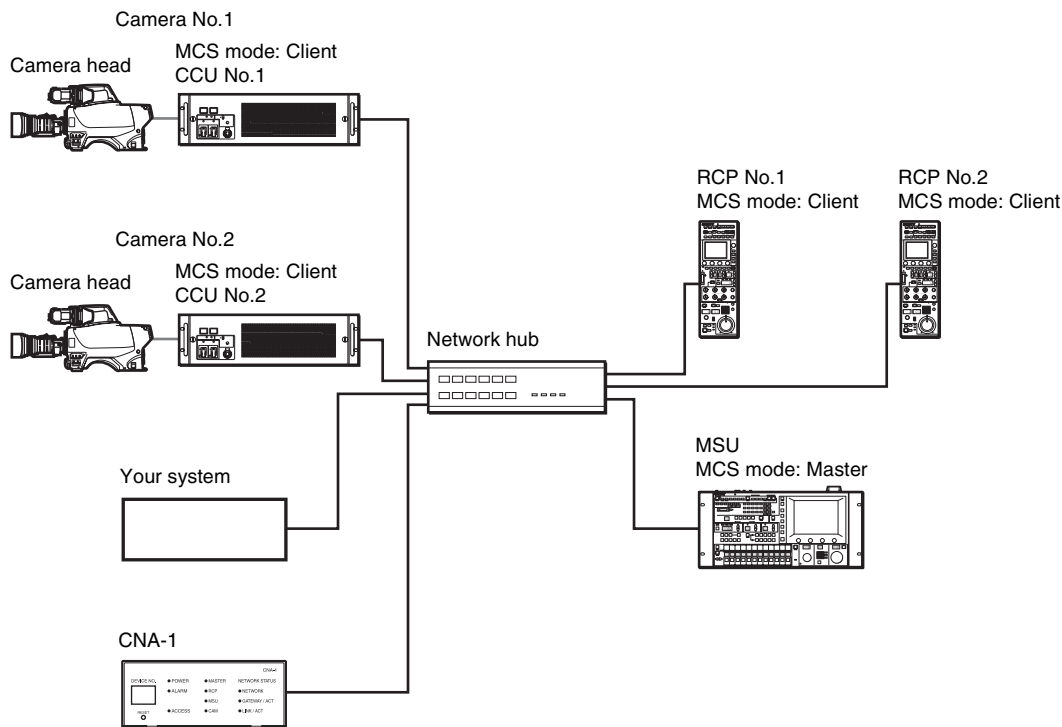 Camera No.1
Camera head
MCS mode: Client
CCU No.1
Camera No.2
Camera head
MCS mode: Client
CCU No.2
Network hub
RCP No.1
MCS mode: Client
RCP No.2
MCS mode: Client
MSU
MCS mode: Master
Your system
CNA-1
CNA-1
DEVICE NO.
POWER
MASTER
NETWORK STATUS
ALARM
RCP
NETWORK
MSU
GATEWAY / ACT
RESET
ACCESS
CAM
LINK / ACT